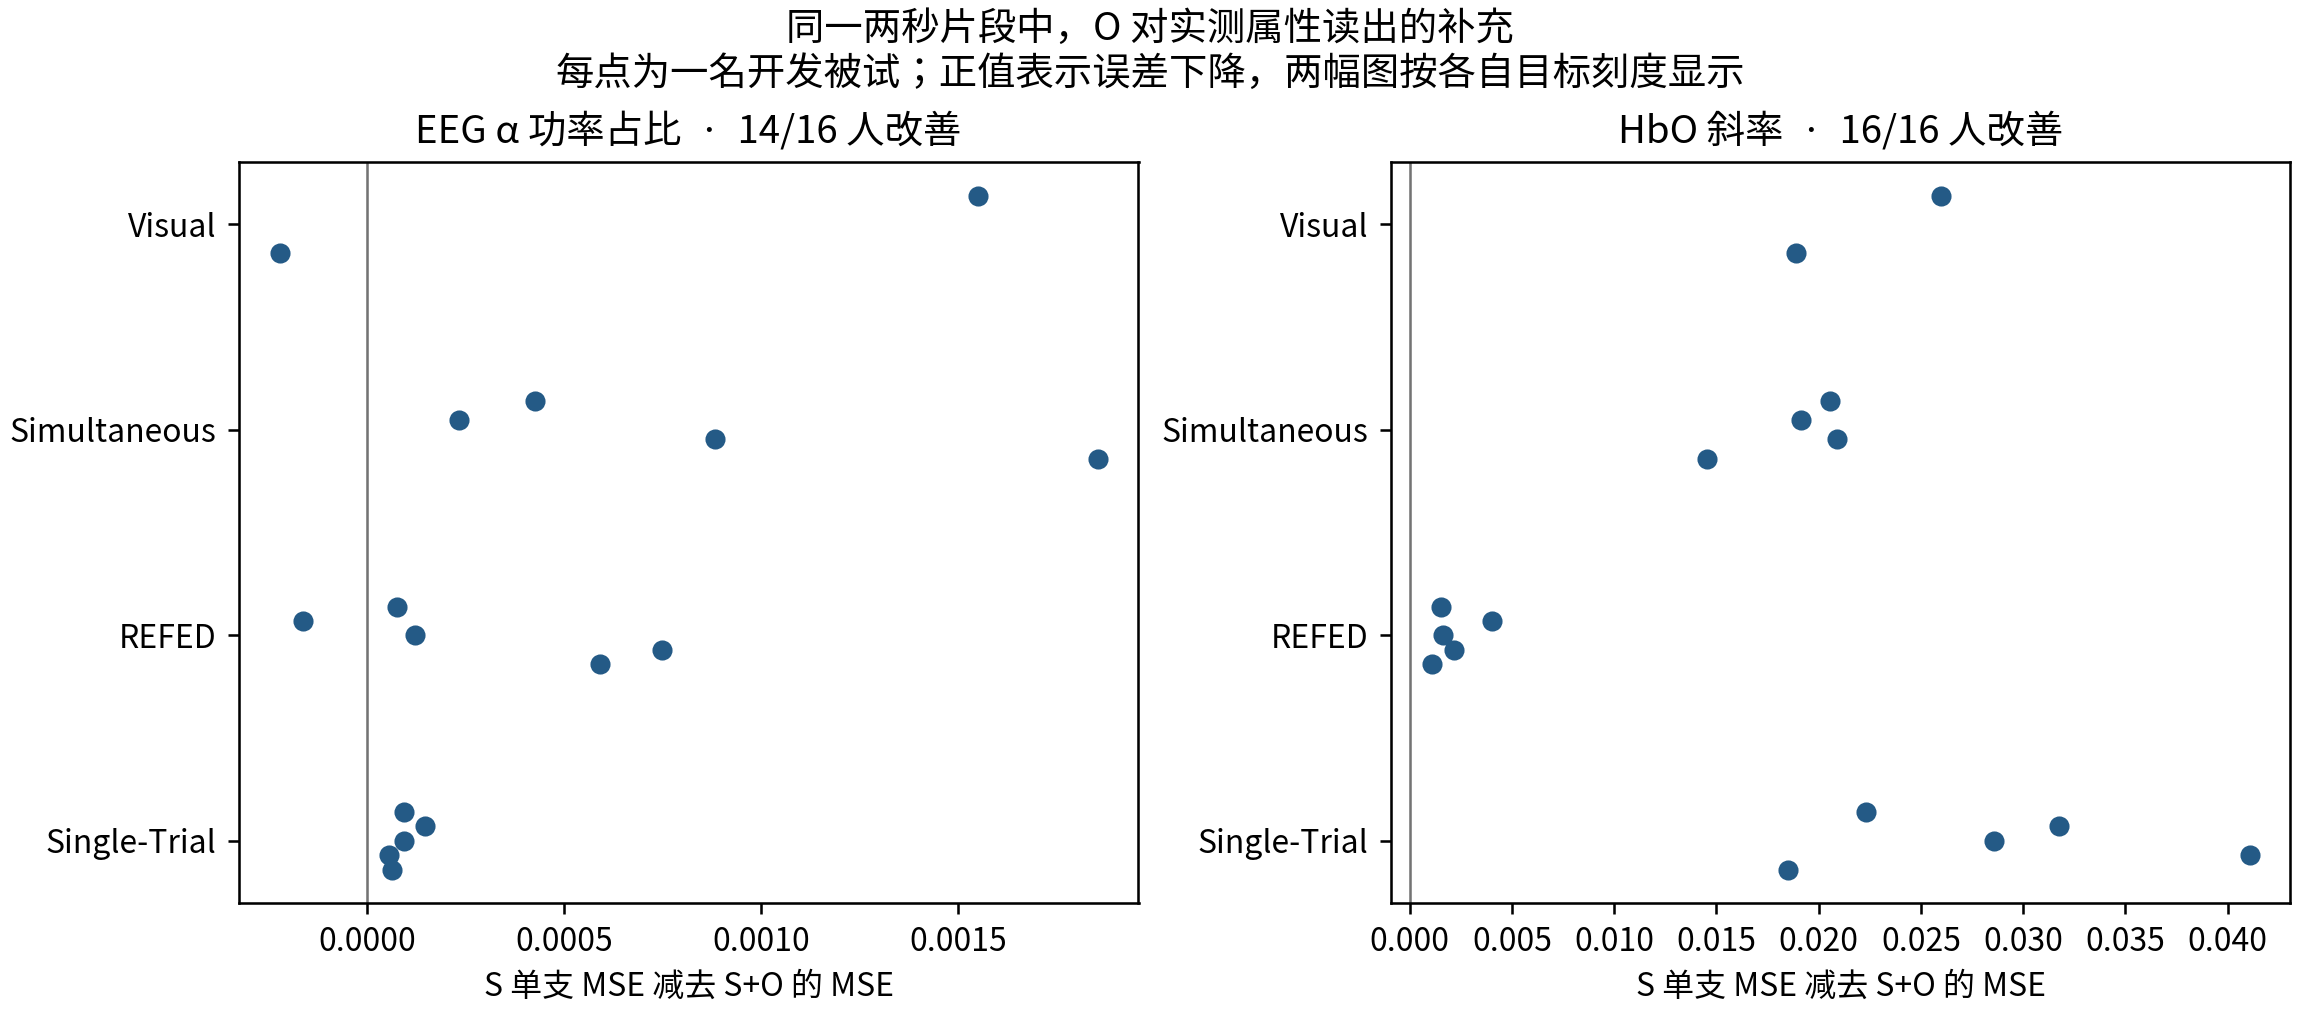 同一两秒片段中，O 对实测属性读出的补充
每点为一名开发被试；正值表示误差下降，两幅图按各自目标刻度显示
EEG α 功率占比 · 14/16 人改善
Visual
Simultaneous
REFED
Single-Trial
0.0000 0.0005 0.0010 0.0015
S 单支 MSE 减去 S+O 的 MSE
HbO 斜率 · 16/16 人改善
Visual
Simultaneous
REFED
Single-Trial
0.000 0.005 0.010 0.015 0.020 0.025 0.030 0.035 0.040
S 单支 MSE 减去 S+O 的 MSE